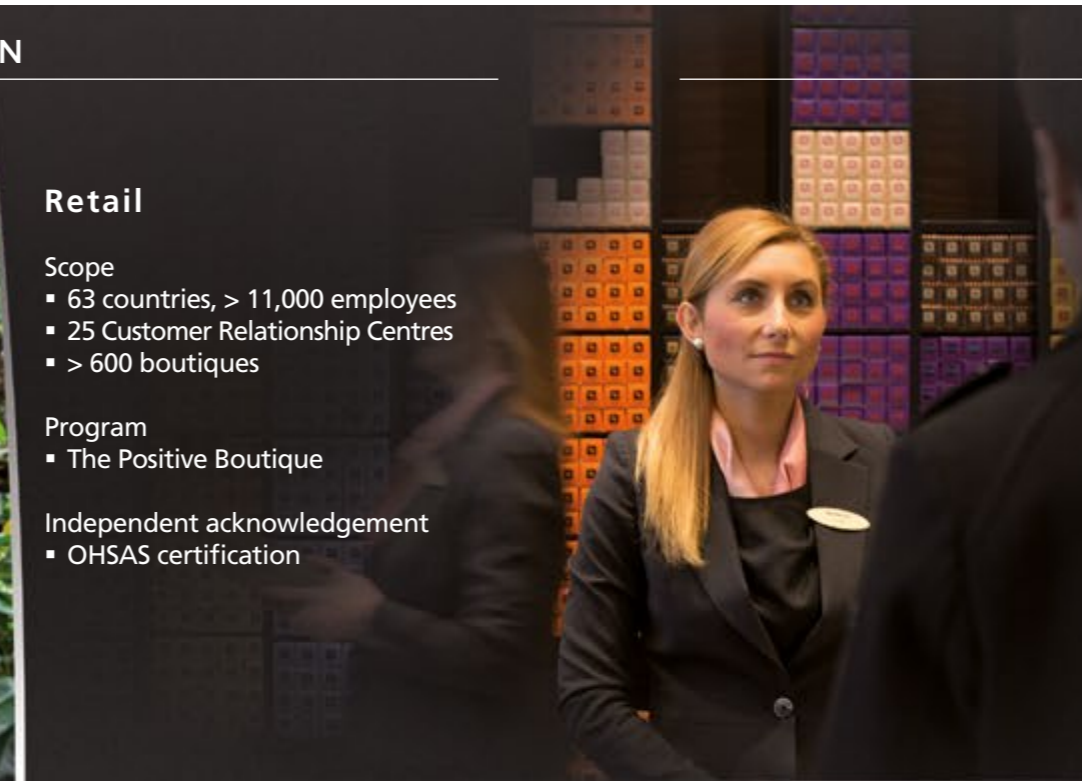 N
Retail
Scope
▪ 63 countries, > 11,000 employees
▪ 25 Customer Relationship Centres
▪ > 600 boutiques
Program
▪ The Positive Boutique
Independent acknowledgement
▪ OHSAS certification